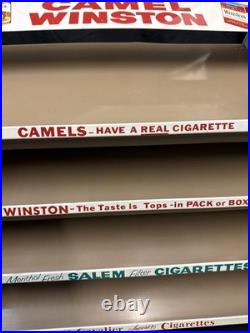 CAMEL
WINSTON
CAMELS - HAVE A REAL CIGARETTE
WINSTON - The Taste is Tops - in PACK or BOX
Menthol Fresh SALEM Filter CIGARETTES
Cavalier Cigarettes